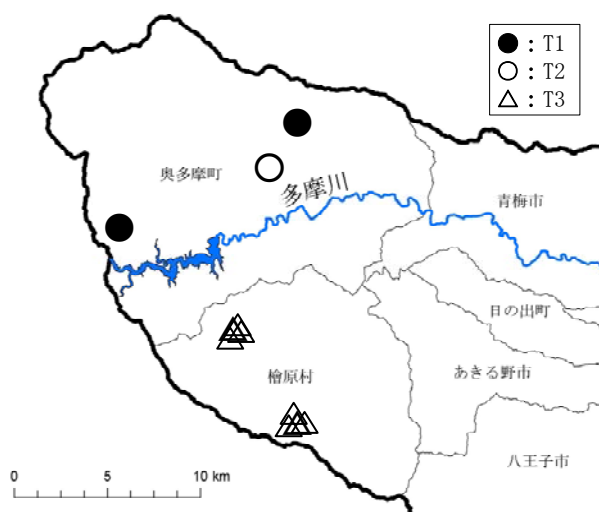 ● : T1
○ : T2
△ : T3
奥多摩町
多摩川
青梅市
日の出町
檜原村
あきる野市
八王子市
0 5 10 km